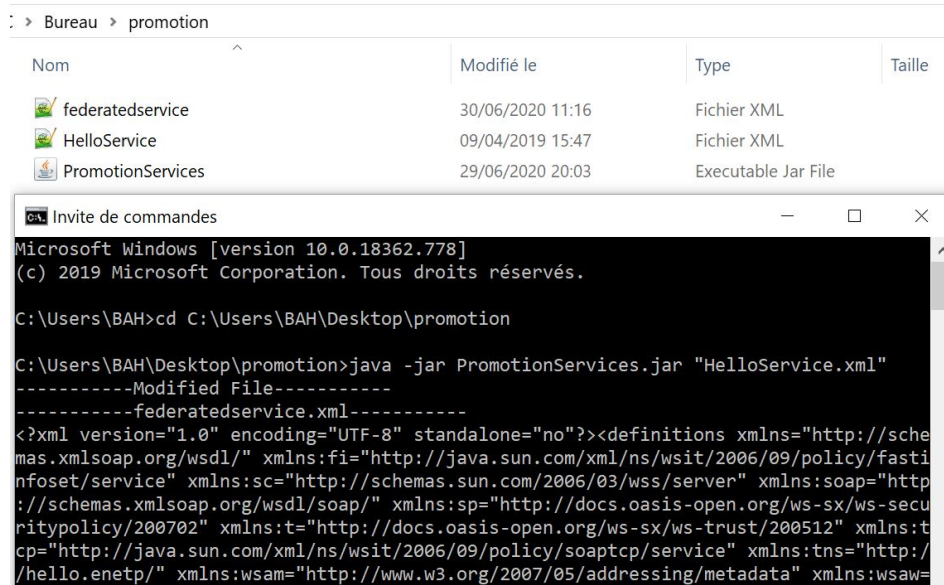 > Bureau > promotion
Nom Modifié le Type Taille
federatedservice 30/06/2020 11:16 Fichier XML
HelloService 09/04/2019 15:47 Fichier XML
PromotionServices 29/06/2020 20:03 Executable Jar File
Invite de commandes
Microsoft Windows [version 10.0.18362.778]
(c) 2019 Microsoft Corporation. Tous droits réservés.
C:\Users\BAH>cd C:\Users\BAH\Desktop\promotion
C:\Users\BAH\Desktop\promotion>java -jar PromotionServices.jar "HelloService.xml"
-----------Modified File-----------
-----------federatedservice.xml-----------
<?xml version="1.0" encoding="UTF-8" standalone="no"?><definitions xmlns="http://sche
mas.xmlsoap.org/wsdl/" xmlns:fi="http://java.sun.com/xml/ns/wsit/2006/09/policy/fasti
nfoset/service" xmlns:sc="http://schemas.sun.com/2006/03/wss/server" xmlns:soap="http
://schemas.xmlsoap.org/wsdl/soap/" xmlns:sp="http://docs.oasis-open.org/ws-sx/ws-secu
ritypolicy/200702" xmlns:t="http://docs.oasis-open.org/ws-sx/ws-trust/200512" xmlns:t
cp="http://java.sun.com/xml/ns/wsit/2006/09/policy/soaptcp/service" xmlns:tns="http:/
/hello.enetp/" xmlns:wsam="http://www.w3.org/2007/05/addressing/metadata" xmlns:wsaw=